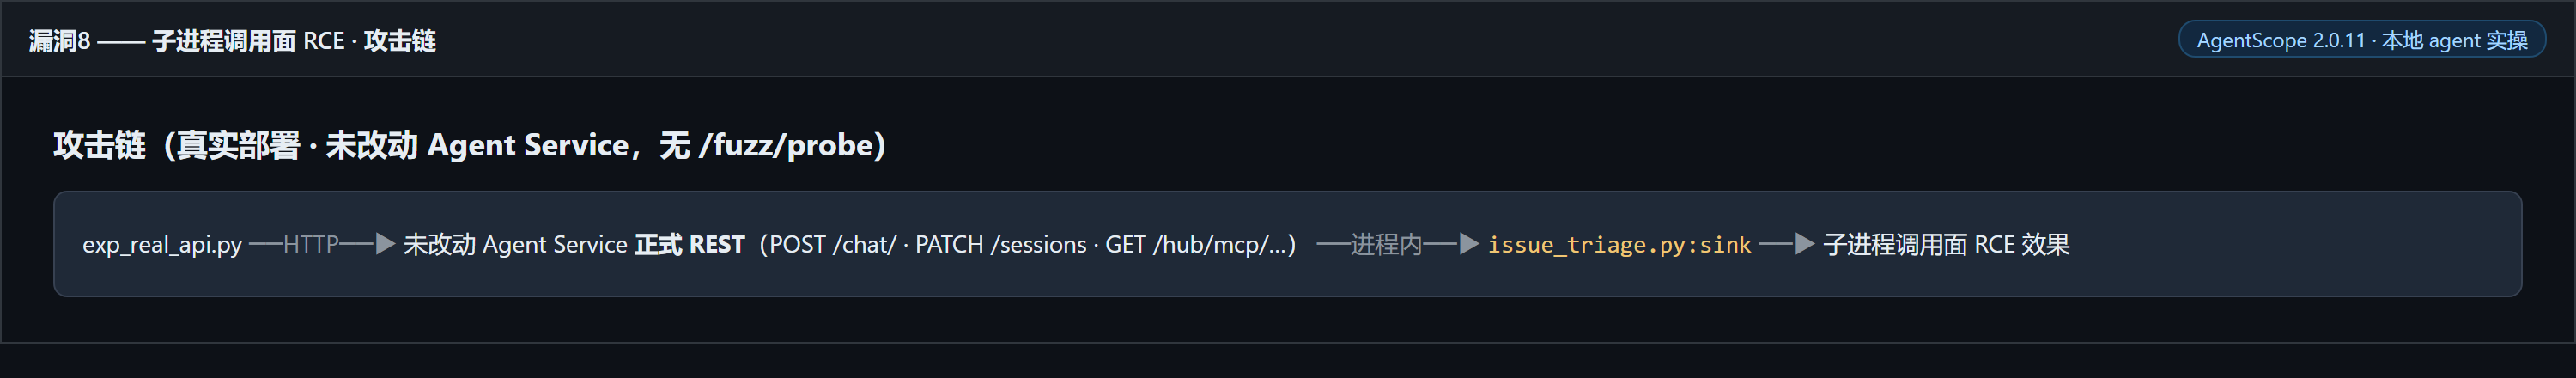 漏洞8 —— 子进程调用面 RCE · 攻击链
AgentScope 2.0.11 · 本地 agent 实操
攻击链（真实部署 · 未改动 Agent Service，无 /fuzz/probe）
exp_real_api.py ──HTTP──▶ 未改动 Agent Service 正式 REST（POST /chat/ · PATCH /sessions · GET /hub/mcp/…） ──进程内──▶ issue_triage.py:sink ──▶ 子进程调用面 RCE 效果